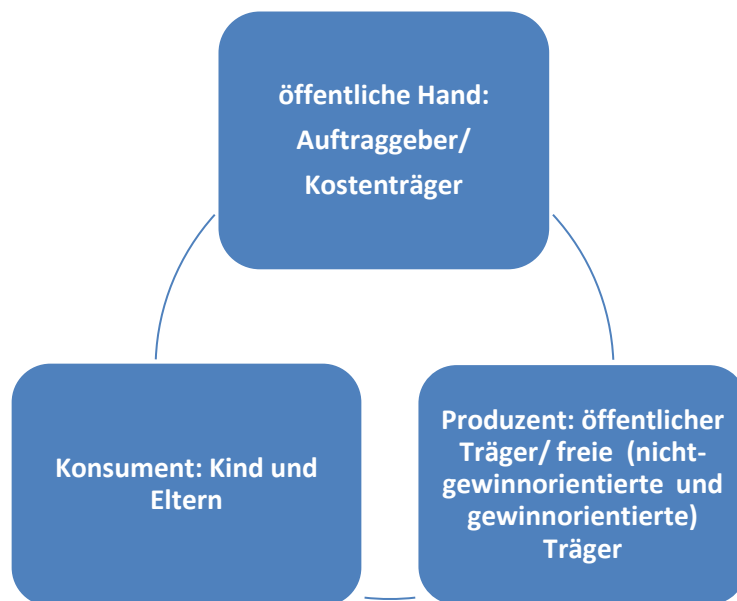 öffentliche Hand:
Auftraggeber/
Kostenträger
Konsument: Kind und
Eltern
Produzent: öffentlicher
Träger/ freie (nicht-
gewinnorientierte und
gewinnorientierte)
Träger